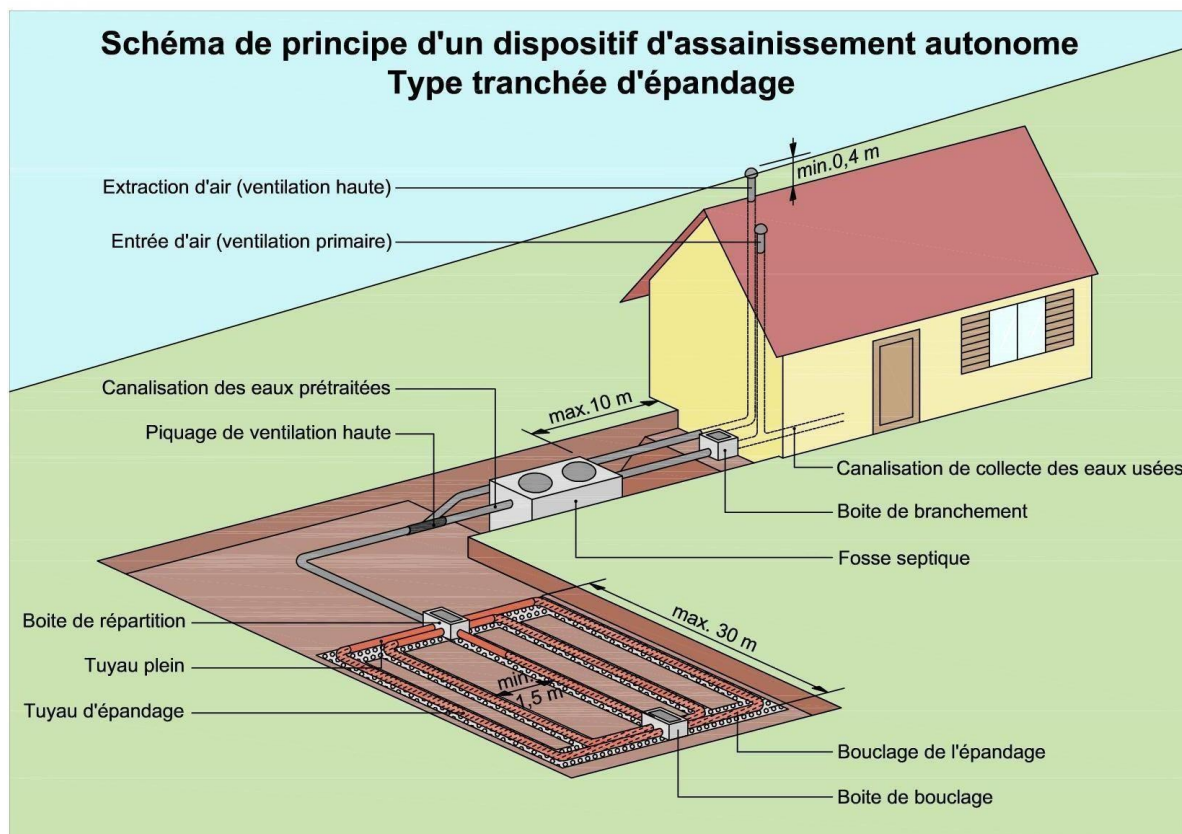 Schéma de principe d'un dispositif d'assainissement autonome
Type tranchée d'épandage
min.0,4 m
Extraction d'air (ventilation haute)
Entrée d'air (ventilation primaire)
Canalisation des eaux prétraitées
max.10 m
Piquage de ventilation haute
Canalisation de collecte des eaux usées
Boite de branchement
Fosse septique
Boite de répartition
max. 30 m
Tuyau plein
min.
1,5 m
Tuyau d'épandage
Bouclage de l'épandage
Boite de bouclage